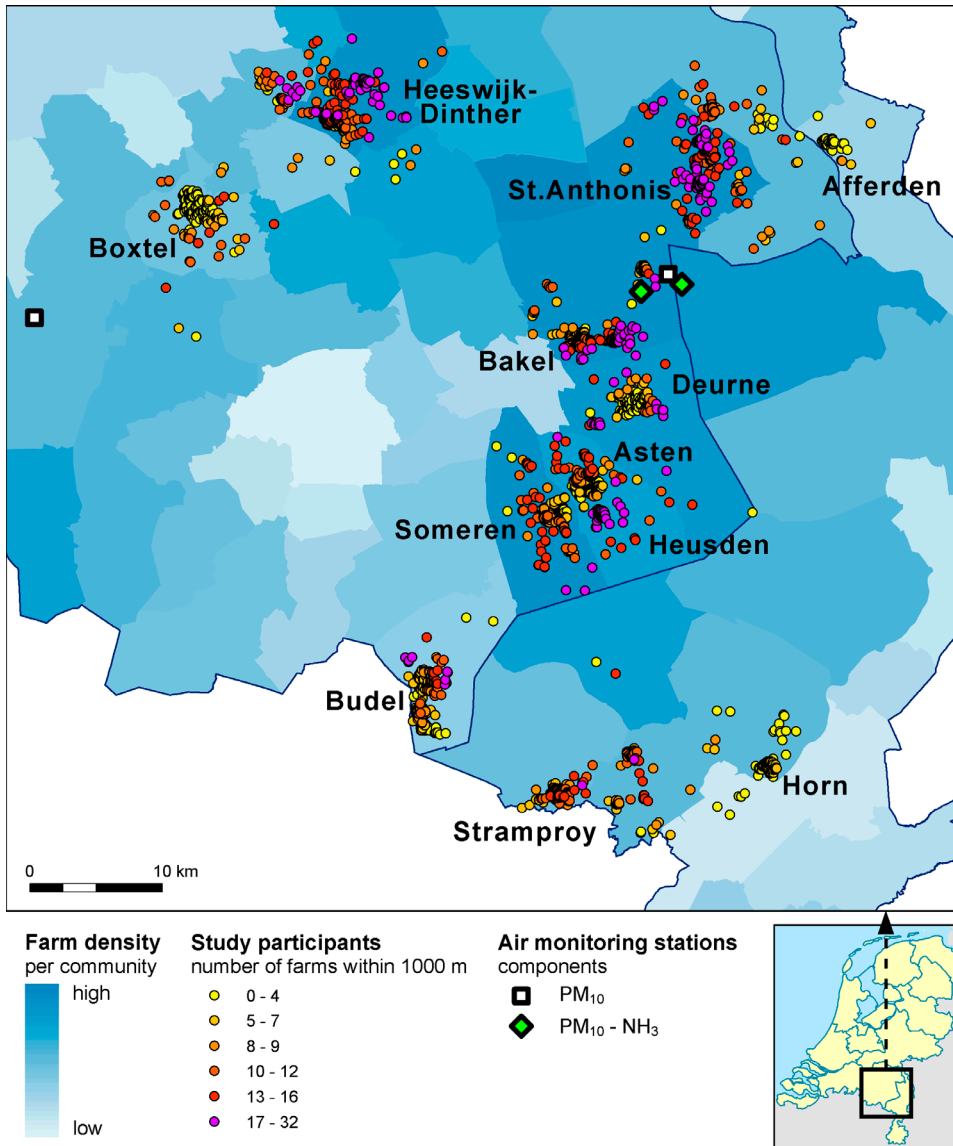 Heeswijk-
Dinther
St.Anthonis
Afferden
Boxtel
Bakel
Deurne
Asten
Someren
Heusden
Budel
Horn
Stramproy
0 10 km
Farm density
per community
high
low
Study participants
number of farms within 1000 m
0 - 4
5 - 7
8 - 9
10 - 12
13 - 16
17 - 32
Air monitoring stations
components
PM₁₀
PM₁₀ - NH₃